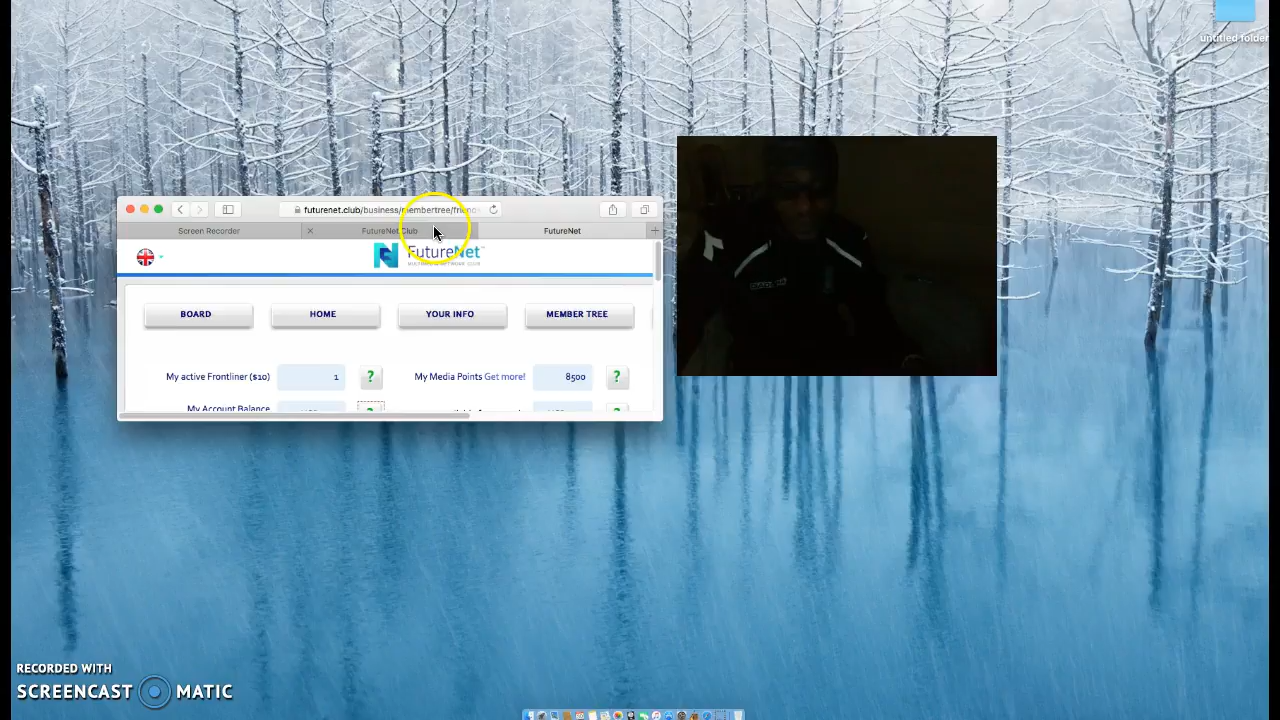 untitled folder
futurenet.club/business/membertree/frien
Screen Recorder
FutureNet Club
FutureNet
FutureNet
BOARD
HOME
YOUR INFO
MEMBER TREE
My active Frontliner ($10)
1
?
My Media Points Get more!
8500
?
My Account Balance
RECORDED WITH
SCREENCAST MATIC